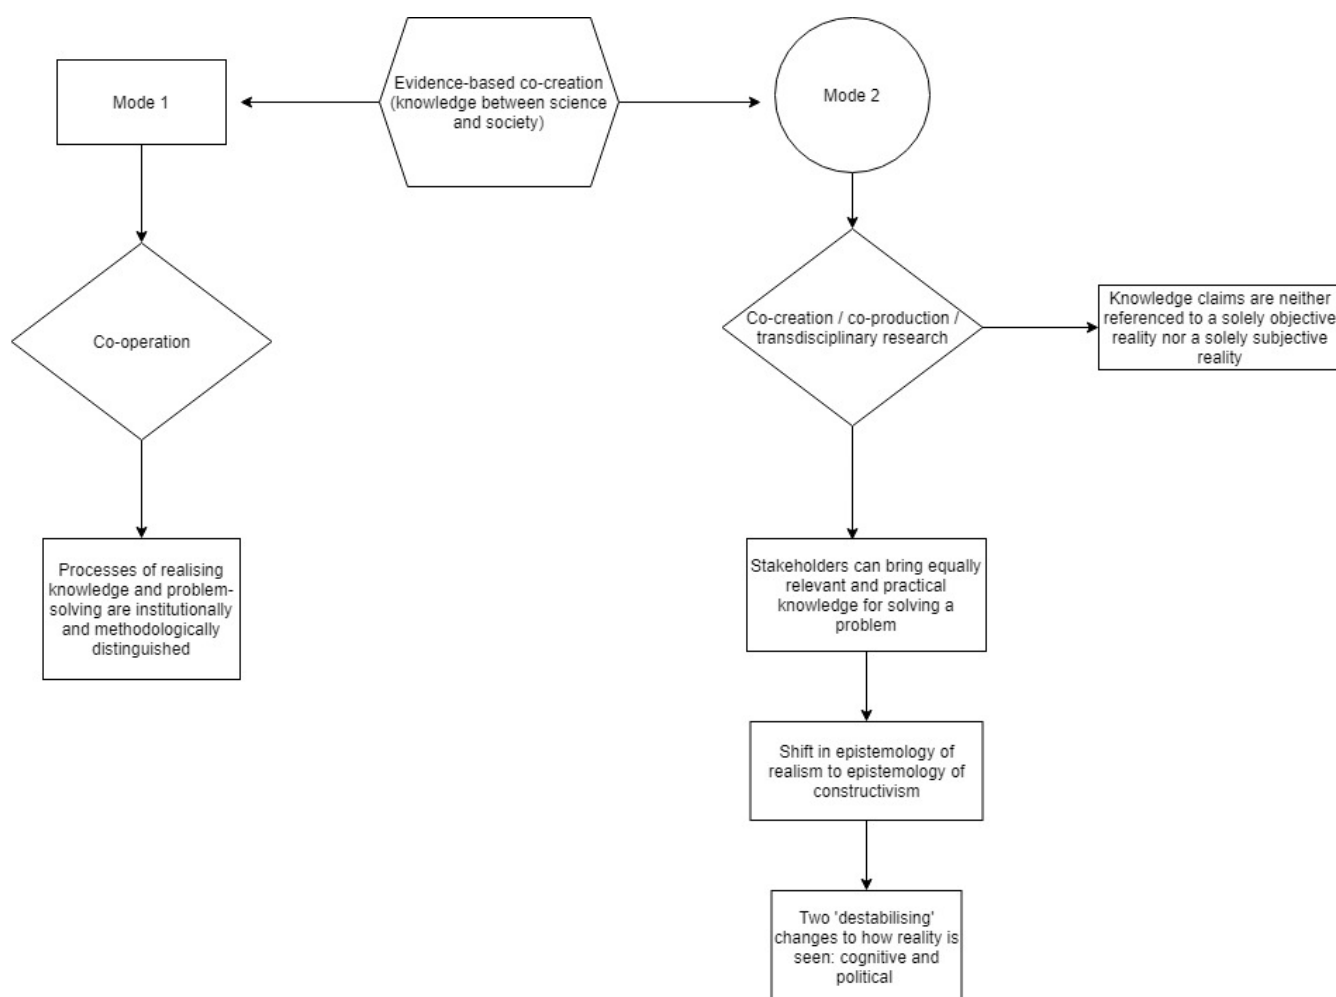 Mode 1
Evidence-based co-creation
(knowledge between science
and society)
Mode 2
Co-operation
Co-creation / co-production /
transdisciplinary research
Knowledge claims are neither
referenced to a solely objective
reality nor a solely subjective
reality
Processes of realising
knowledge and problem-
solving are institutionally
and methodologically
distinguished
Stakeholders can bring equally
relevant and practical
knowledge for solving a
problem
Shift in epistemology of
realism to epistemology of
constructivism
Two 'destabilising'
changes to how reality is
seen: cognitive and
political